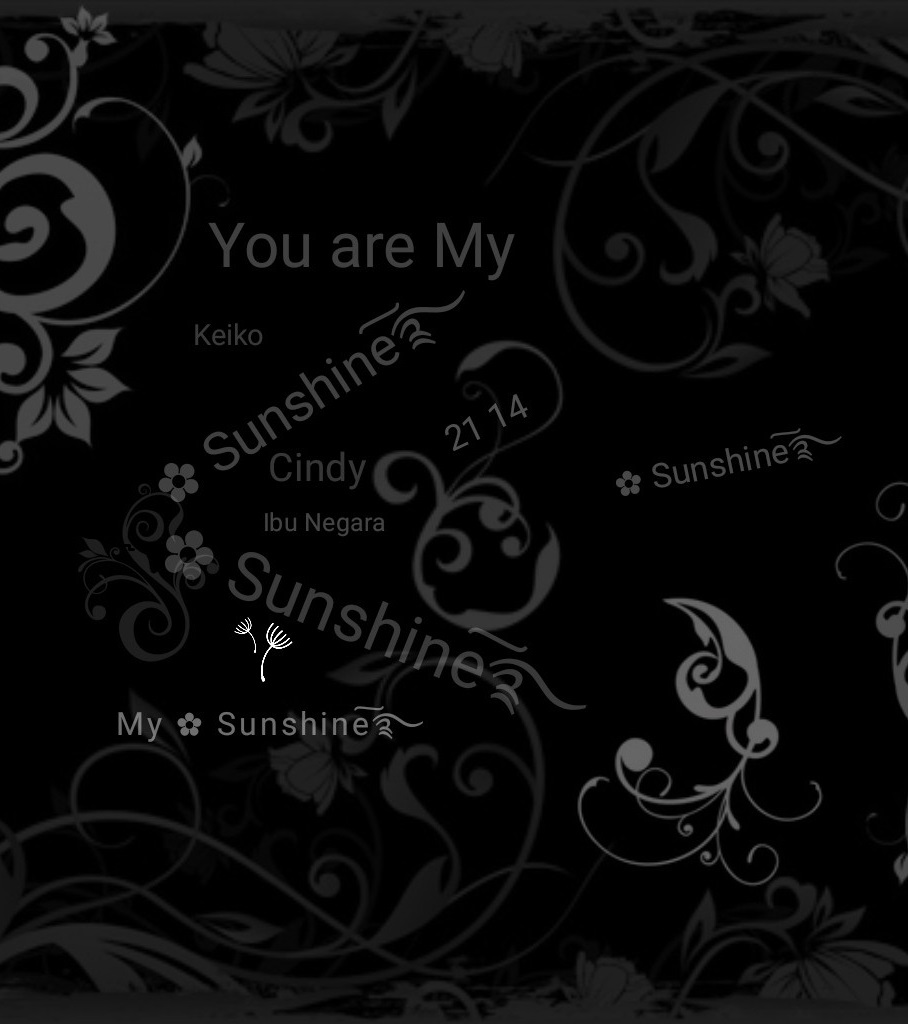 You are My
Keiko
✿ Sunshine࿐
21 14
Cindy
✿ Sunshine࿐
Ibu Negara
✿ Sunshine࿐
My ✿ Sunshine࿐